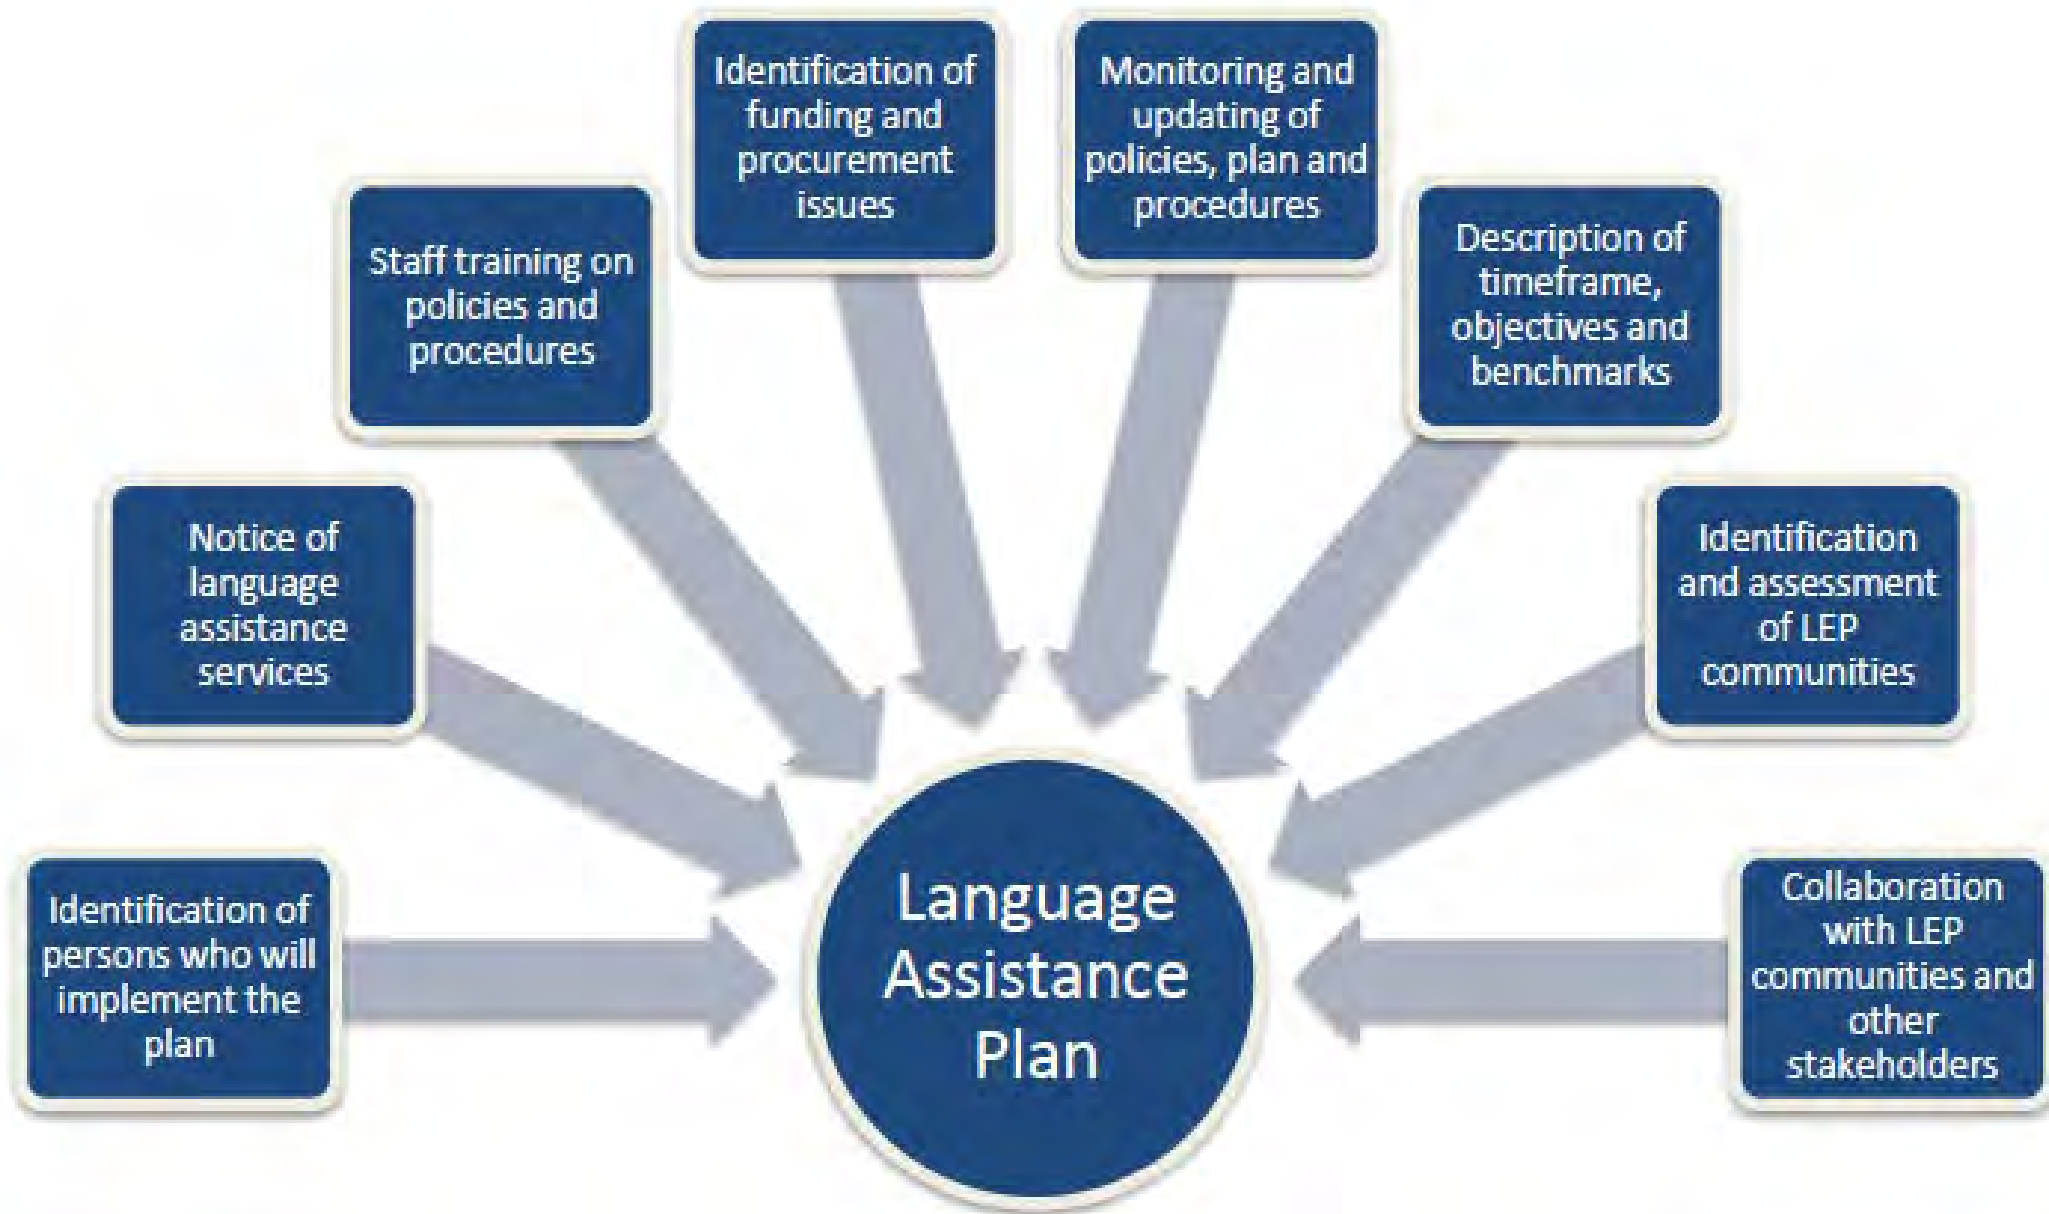 Identification of
funding and
procurement
issues
Monitoring and
updating of
policies, plan and
procedures
Staff training on
policies and
procedures
Description of
timeframe,
objectives and
benchmarks
Notice of
language
assistance
services
Identification
and assessment
of LEP
communities
Identification of
persons who will
implement the
plan
Language
Assistance
Plan
Collaboration
with LEP
communities and
other
stakeholders